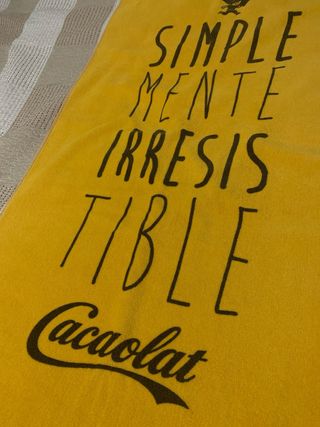 SIMPLE
MENTE
IRRESIS
TIBLE
Cacaolat